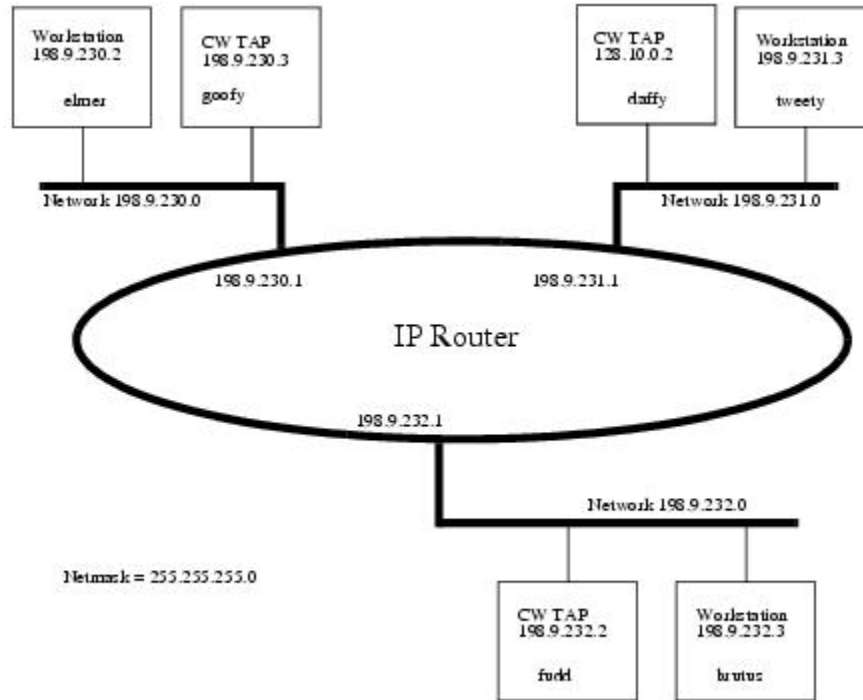 Workstation
198.9.230.2
elmer
CW TAP
198.9.230.3
goofy
CW TAP
128.10.0.2
daffy
Workstation
198.9.231.3
tweety
Network 198.9.230.0
Network 198.9.231.0
198.9.230.1
198.9.231.1
IP Router
198.9.232.1
Network 198.9.232.0
Netmask = 255.255.255.0
CW TAP
198.9.232.2
fudd
Workstation
198.9.232.3
brutus